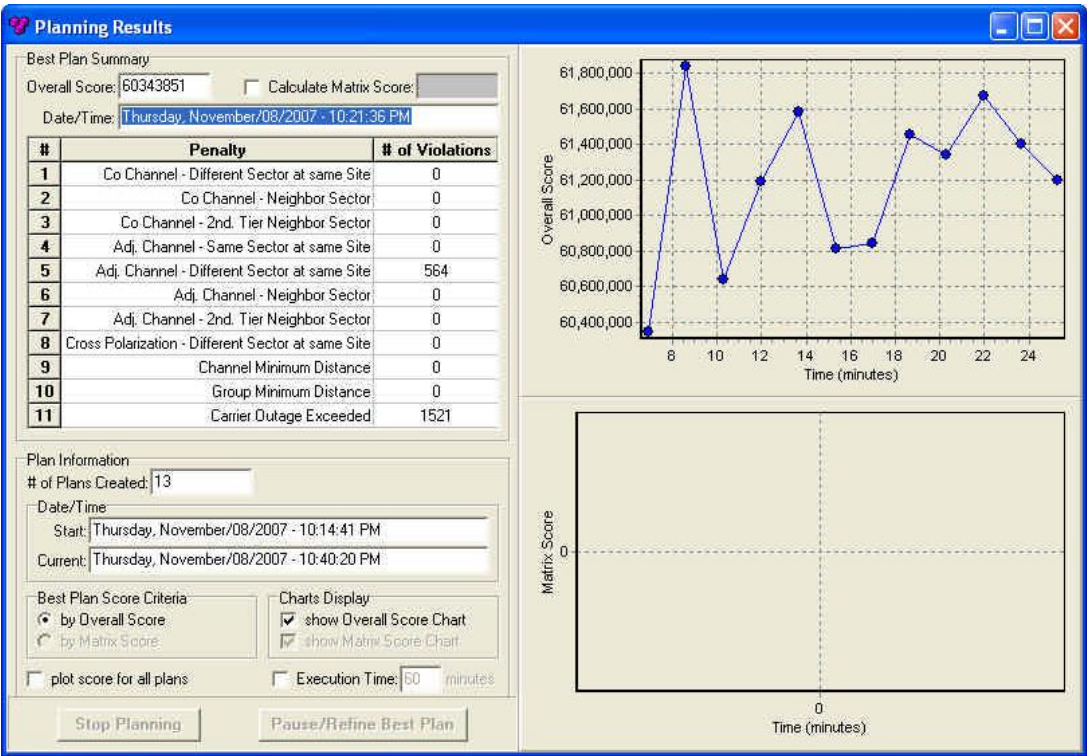 Planning Results
Best Plan Summary
Overall Score: 60343851
Calculate Matrix Score:
Date/Time: Thursday, November/08/2007 - 10:21:36 PM
# Penalty # of Violations
1 Co Channel - Different Sector at same Site 0
2 Co Channel - Neighbor Sector 0
3 Co Channel - 2nd. Tier Neighbor Sector 0
4 Adj. Channel - Same Sector at same Site 0
5 Adj. Channel - Different Sector at same Site 564
6 Adj. Channel - Neighbor Sector 0
7 Adj. Channel - 2nd. Tier Neighbor Sector 0
8 Cross Polarization - Different Sector at same Site 0
9 Channel Minimum Distance 0
10 Group Minimum Distance 0
11 Carrier Outage Exceeded 1521
Plan Information
# of Plans Created: 13
Date/Time
Start: Thursday, November/08/2007 - 10:14:41 PM
Current: Thursday, November/08/2007 - 10:40:20 PM
Best Plan Score Criteria
by Overall Score
by Matrix Score
Charts Display
show Overall Score Chart
show Matrix Score Chart
plot score for all plans
Execution Time: 60 minutes
Stop Planning
Pause/Refine Best Plan
Overall Score
61,800,000
61,600,000
61,400,000
61,200,000
61,000,000
60,800,000
60,600,000
60,400,000
8 10 12 14 16 18 20 22 24
Time (minutes)
Matrix Score
0
0
Time (minutes)